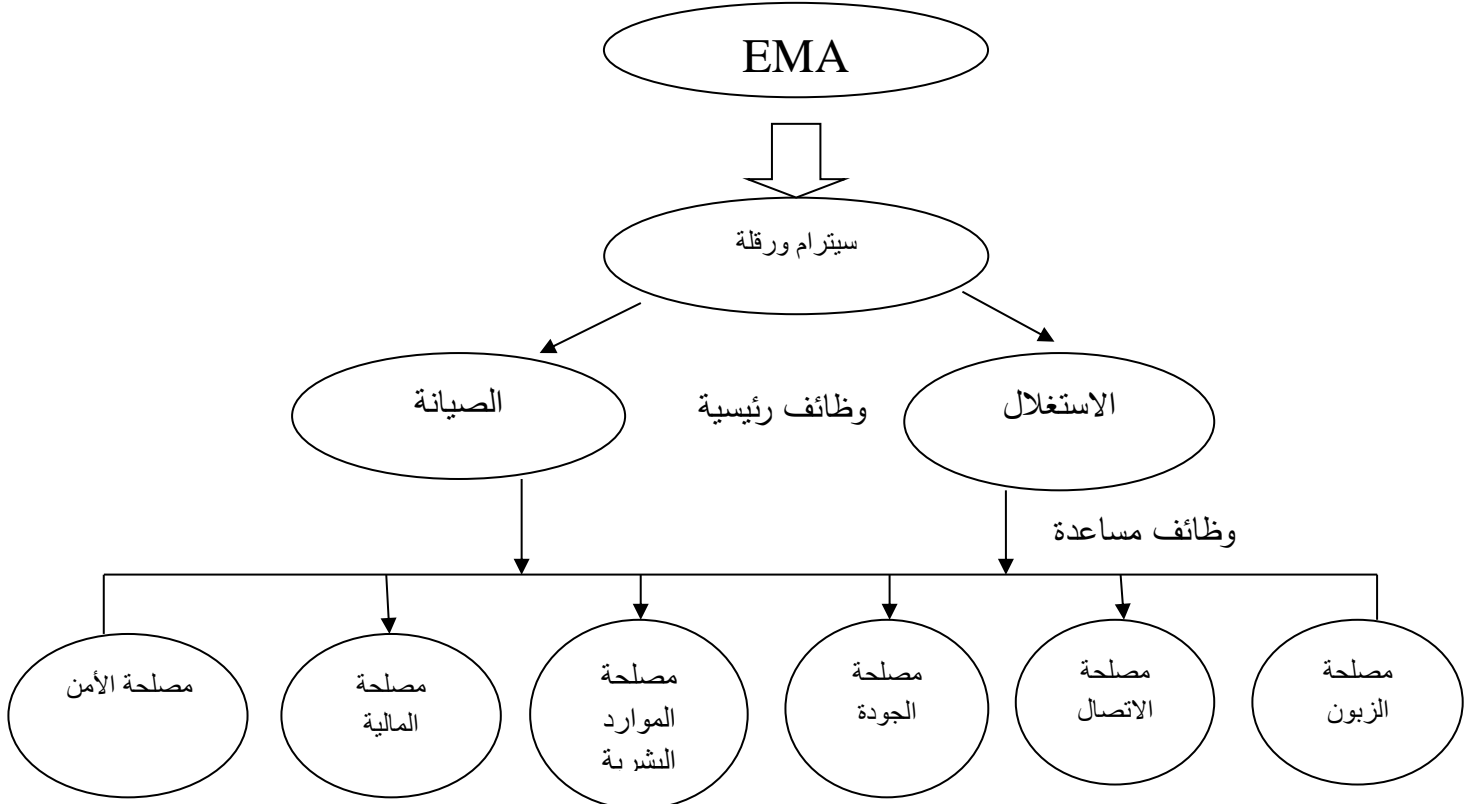 EMA
سيترام ورقلة
الاستغلال
وظائف رئيسية
الصيانة
وظائف مساعدة
مصلحة
الزبون
مصلحة
الاتصال
مصلحة
الجودة
مصلحة
الموارد
البشرية
مصلحة
المالية
مصلحة الأمن